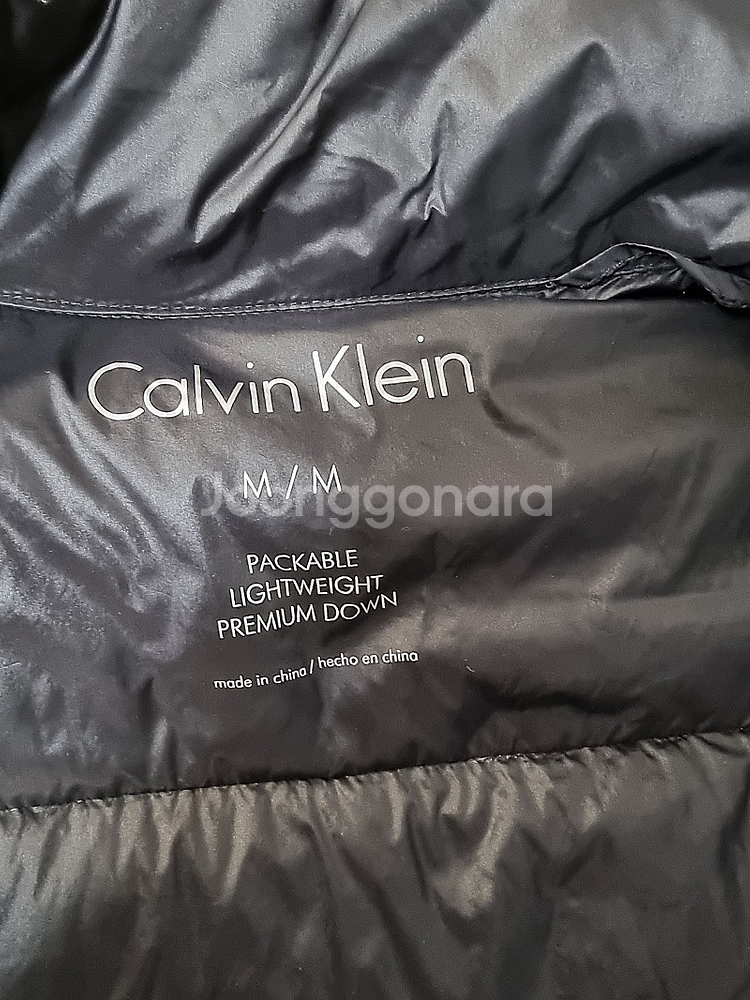 Calvin Klein
M / M
Joonggonara
PACKABLE
LIGHTWEIGHT
PREMIUM DOWN
made in china / hecho en china